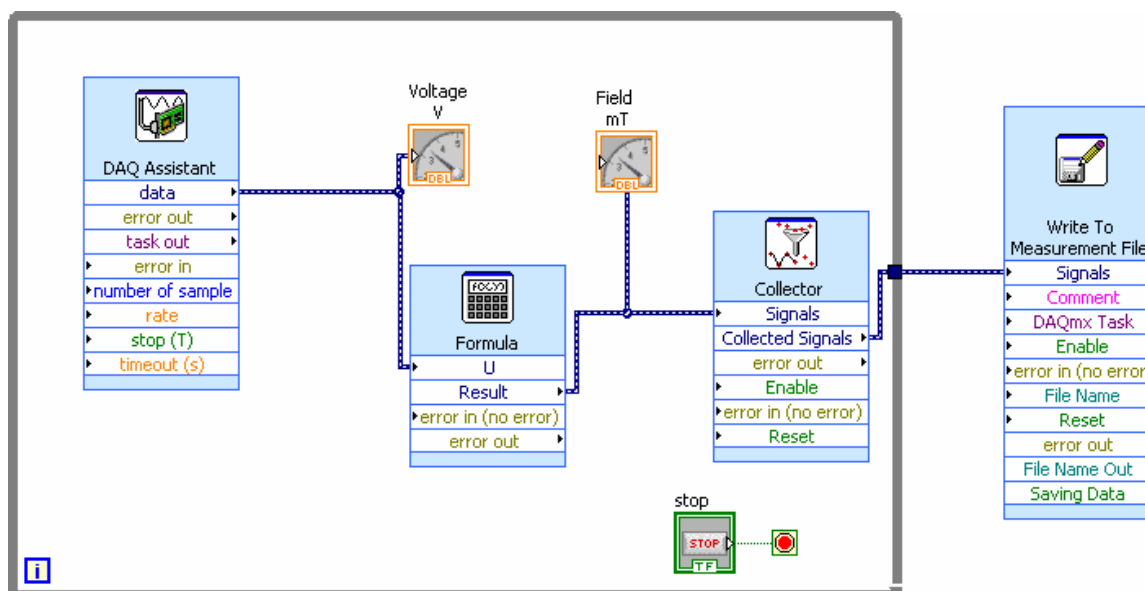 DAQ Assistant
data
error out
task out
error in
number of sample
rate
stop (T)
timeout (s)
Voltage
V
DBL
Formula
U
Result
error in (no error)
error out
Field
mT
DBL
Collector
Signals
Collected Signals
error out
Enable
error in (no error)
Reset
stop
STOP
TF
i
Write To
Measurement File
Signals
Comment
DAQmx Task
Enable
error in (no error
File Name
Reset
error out
File Name Out
Saving Data